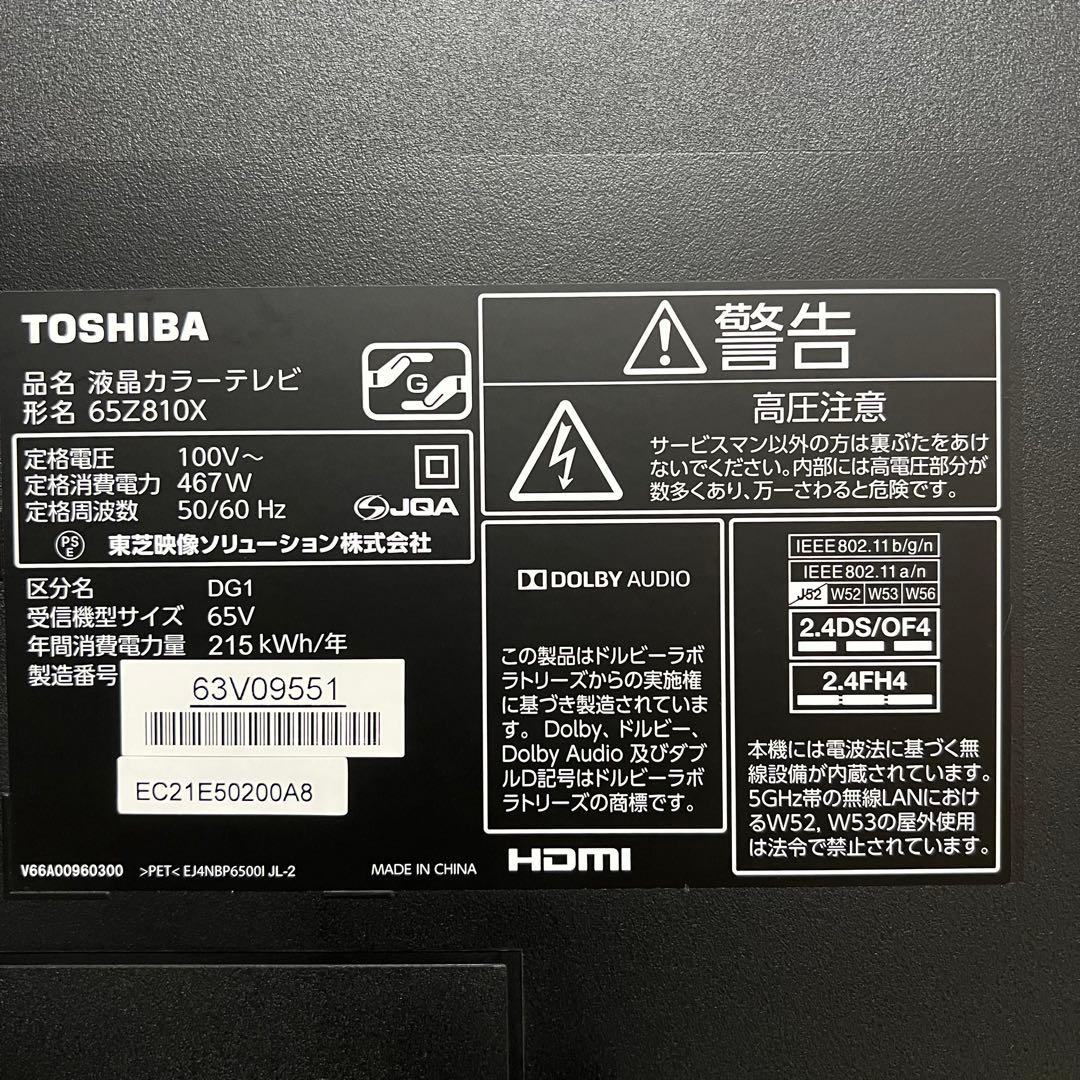 TOSHIBA
品名 液晶カラーテレビ
形名 65Z810X
G
定格電圧 100V～
定格消費電力 467W
定格周波数 50/60 Hz
JQA
PS
E
東芝映像ソリューション株式会社
区分名 DG1
受信機型サイズ 65V
年間消費電力量 215kWh/年
製造番号
63V09551
EC21E50200A8
V66A00960300 >PET< EJ4NBP6500I JL-2 MADE IN CHINA
警告
高圧注意
サービスマン以外の方は裏ぶたをあけ
ないでください。内部には高電圧部分が
数多くあり、万一さわると危険です。
DOLBY AUDIO
この製品はドルビーラボ
ラトリーズからの実施権
に基づき製造されていま
す。Dolby、ドルビー、
Dolby Audio 及びダブ
ルD記号はドルビーラボ
ラトリーズの商標です。
HDMI
IEEE802.11b/g/n
IEEE802.11a/n
J52 W52 W53 W56
2.4DS/OF4
2.4FH4
本機には電波法に基づく無
線設備が内蔵されています。
5GHz帯の無線LANにおけ
るW52, W53の屋外使用
は法令で禁止されています。